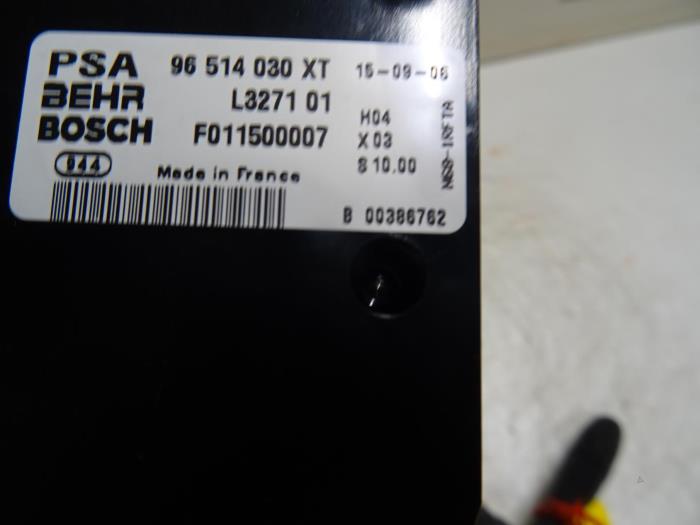 PSA 96 514 030 XT 15-09-06
BEHR L3271 01 H04
BOSCH F011500007 X 03
944 Made in France S 10.00
B 00386762